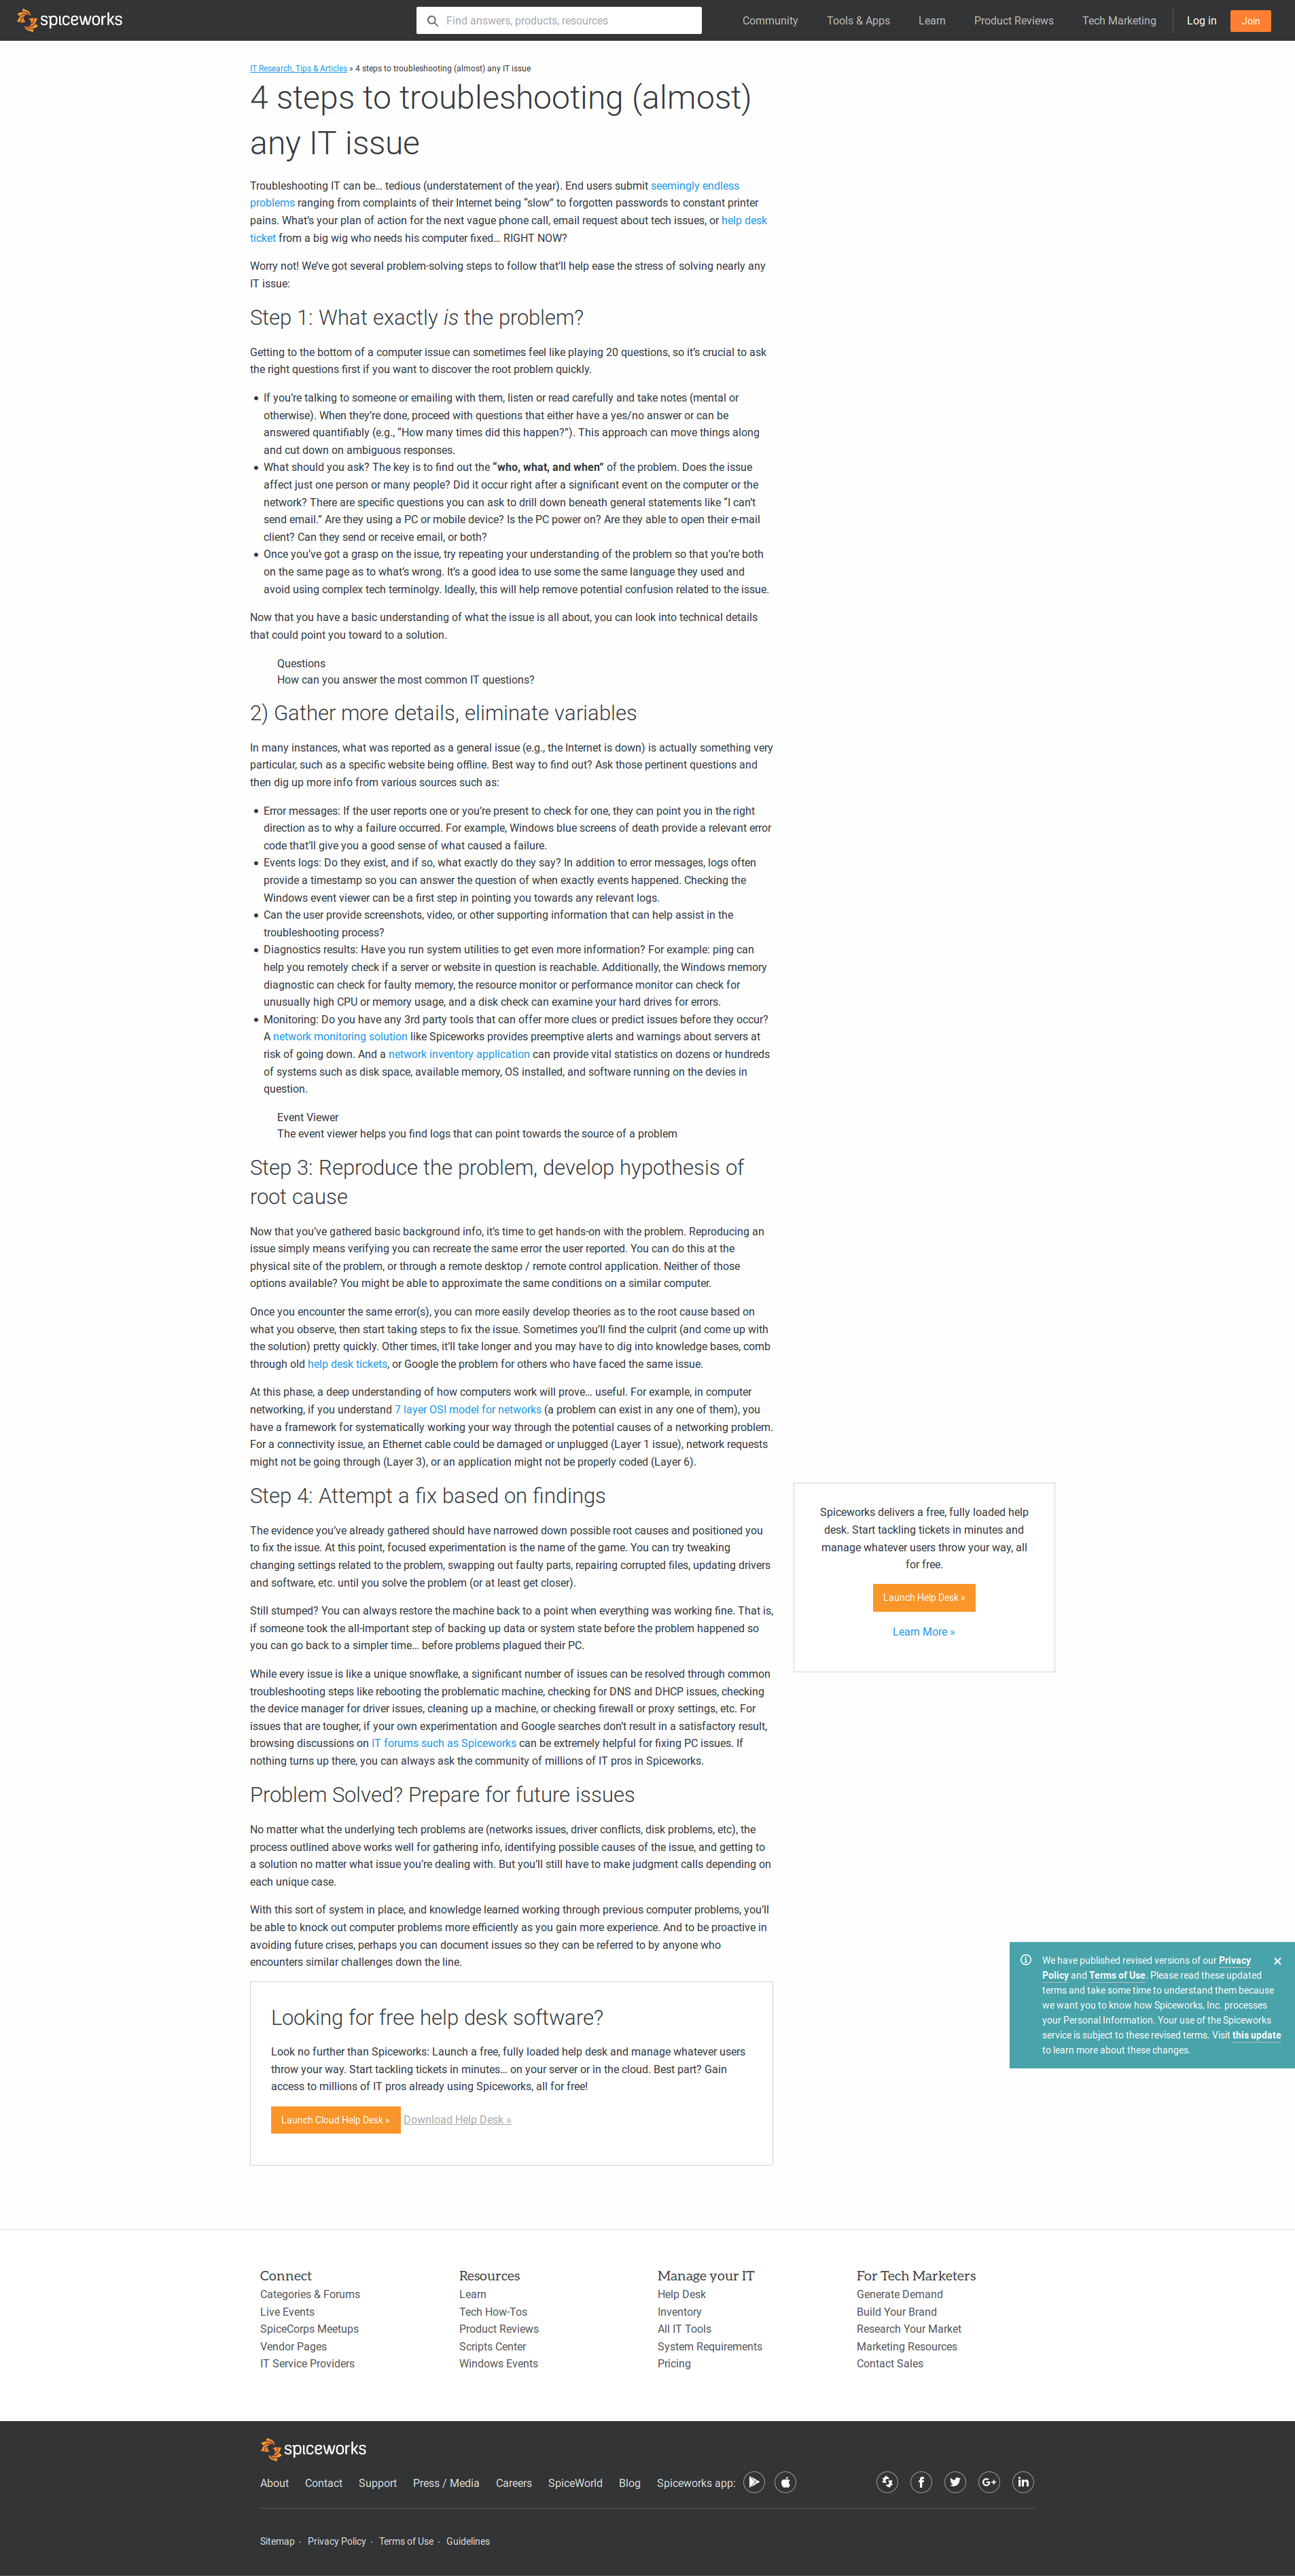 spiceworks
Find answers, products, resources
Community
Tools & Apps
Learn
Product Reviews
Tech Marketing
Log in
Join
IT Research, Tips & Articles » 4 steps to troubleshooting (almost) any IT issue
4 steps to troubleshooting (almost)
any IT issue
Troubleshooting IT can be… tedious (understatement of the year). End users submit seemingly endless
problems ranging from complaints of their Internet being “slow” to forgotten passwords to constant printer
pains. What’s your plan of action for the next vague phone call, email request about tech issues, or help desk
ticket from a big wig who needs his computer fixed… RIGHT NOW?
Worry not! We’ve got several problem-solving steps to follow that’ll help ease the stress of solving nearly any
IT issue:
Step 1: What exactly is the problem?
Getting to the bottom of a computer issue can sometimes feel like playing 20 questions, so it’s crucial to ask
the right questions first if you want to discover the root problem quickly.
• If you’re talking to someone or emailing with them, listen or read carefully and take notes (mental or
otherwise). When they’re done, proceed with questions that either have a yes/no answer or can be
answered quantifiably (e.g., “How many times did this happen?”). This approach can move things along
and cut down on ambiguous responses.
• What should you ask? The key is to find out the “who, what, and when” of the problem. Does the issue
affect just one person or many people? Did it occur right after a significant event on the computer or the
network? There are specific questions you can ask to drill down beneath general statements like “I can’t
send email.” Are they using a PC or mobile device? Is the PC power on? Are they able to open their e-mail
client? Can they send or receive email, or both?
• Once you’ve got a grasp on the issue, try repeating your understanding of the problem so that you’re both
on the same page as to what’s wrong. It’s a good idea to use some the same language they used and
avoid using complex tech terminolgy. Ideally, this will help remove potential confusion related to the issue.
Now that you have a basic understanding of what the issue is all about, you can look into technical details
that could point you toward to a solution.
Questions
How can you answer the most common IT questions?
2) Gather more details, eliminate variables
In many instances, what was reported as a general issue (e.g., the Internet is down) is actually something very
particular, such as a specific website being offline. Best way to find out? Ask those pertinent questions and
then dig up more info from various sources such as:
• Error messages: If the user reports one or you’re present to check for one, they can point you in the right
direction as to why a failure occurred. For example, Windows blue screens of death provide a relevant error
code that’ll give you a good sense of what caused a failure.
• Events logs: Do they exist, and if so, what exactly do they say? In addition to error messages, logs often
provide a timestamp so you can answer the question of when exactly events happened. Checking the
Windows event viewer can be a first step in pointing you towards any relevant logs.
• Can the user provide screenshots, video, or other supporting information that can help assist in the
troubleshooting process?
• Diagnostics results: Have you run system utilities to get even more information? For example: ping can
help you remotely check if a server or website in question is reachable. Additionally, the Windows memory
diagnostic can check for faulty memory, the resource monitor or performance monitor can check for
unusually high CPU or memory usage, and a disk check can examine your hard drives for errors.
• Monitoring: Do you have any 3rd party tools that can offer more clues or predict issues before they occur?
A network monitoring solution like Spiceworks provides preemptive alerts and warnings about servers at
risk of going down. And a network inventory application can provide vital statistics on dozens or hundreds
of systems such as disk space, available memory, OS installed, and software running on the devies in
question.
Event Viewer
The event viewer helps you find logs that can point towards the source of a problem
Step 3: Reproduce the problem, develop hypothesis of
root cause
Now that you’ve gathered basic background info, it’s time to get hands-on with the problem. Reproducing an
issue simply means verifying you can recreate the same error the user reported. You can do this at the
physical site of the problem, or through a remote desktop / remote control application. Neither of those
options available? You might be able to approximate the same conditions on a similar computer.
Once you encounter the same error(s), you can more easily develop theories as to the root cause based on
what you observe, then start taking steps to fix the issue. Sometimes you’ll find the culprit (and come up with
the solution) pretty quickly. Other times, it’ll take longer and you may have to dig into knowledge bases, comb
through old help desk tickets, or Google the problem for others who have faced the same issue.
At this phase, a deep understanding of how computers work will prove… useful. For example, in computer
networking, if you understand 7 layer OSI model for networks (a problem can exist in any one of them), you
have a framework for systematically working your way through the potential causes of a networking problem.
For a connectivity issue, an Ethernet cable could be damaged or unplugged (Layer 1 issue), network requests
might not be going through (Layer 3), or an application might not be properly coded (Layer 6).
Step 4: Attempt a fix based on findings
The evidence you’ve already gathered should have narrowed down possible root causes and positioned you
to fix the issue. At this point, focused experimentation is the name of the game. You can try tweaking
changing settings related to the problem, swapping out faulty parts, repairing corrupted files, updating drivers
and software, etc. until you solve the problem (or at least get closer).
Still stumped? You can always restore the machine back to a point when everything was working fine. That is,
if someone took the all-important step of backing up data or system state before the problem happened so
you can go back to a simpler time… before problems plagued their PC.
While every issue is like a unique snowflake, a significant number of issues can be resolved through common
troubleshooting steps like rebooting the problematic machine, checking for DNS and DHCP issues, checking
the device manager for driver issues, cleaning up a machine, or checking firewall or proxy settings, etc. For
issues that are tougher, if your own experimentation and Google searches don’t result in a satisfactory result,
browsing discussions on IT forums such as Spiceworks can be extremely helpful for fixing PC issues. If
nothing turns up there, you can always ask the community of millions of IT pros in Spiceworks.
Problem Solved? Prepare for future issues
No matter what the underlying tech problems are (networks issues, driver conflicts, disk problems, etc), the
process outlined above works well for gathering info, identifying possible causes of the issue, and getting to
a solution no matter what issue you’re dealing with. But you’ll still have to make judgment calls depending on
each unique case.
With this sort of system in place, and knowledge learned working through previous computer problems, you’ll
be able to knock out computer problems more efficiently as you gain more experience. And to be proactive in
avoiding future crises, perhaps you can document issues so they can be referred to by anyone who
encounters similar challenges down the line.
Looking for free help desk software?
Look no further than Spiceworks: Launch a free, fully loaded help desk and manage whatever users
throw your way. Start tackling tickets in minutes… on your server or in the cloud. Best part? Gain
access to millions of IT pros already using Spiceworks, all for free!
Launch Cloud Help Desk »
Download Help Desk »
Spiceworks delivers a free, fully loaded help
desk. Start tackling tickets in minutes and
manage whatever users throw your way, all
for free.
Launch Help Desk »
Learn More »
We have published revised versions of our Privacy
Policy and Terms of Use. Please read these updated
terms and take some time to understand them because
we want you to know how Spiceworks, Inc. processes
your Personal Information. Your use of the Spiceworks
service is subject to these revised terms. Visit this update
to learn more about these changes.
Connect
Categories & Forums
Live Events
SpiceCorps Meetups
Vendor Pages
IT Service Providers
Resources
Learn
Tech How-Tos
Product Reviews
Scripts Center
Windows Events
Manage your IT
Help Desk
Inventory
All IT Tools
System Requirements
Pricing
For Tech Marketers
Generate Demand
Build Your Brand
Research Your Market
Marketing Resources
Contact Sales
spiceworks
About
Contact
Support
Press / Media
Careers
SpiceWorld
Blog
Spiceworks app:
Sitemap · Privacy Policy · Terms of Use · Guidelines